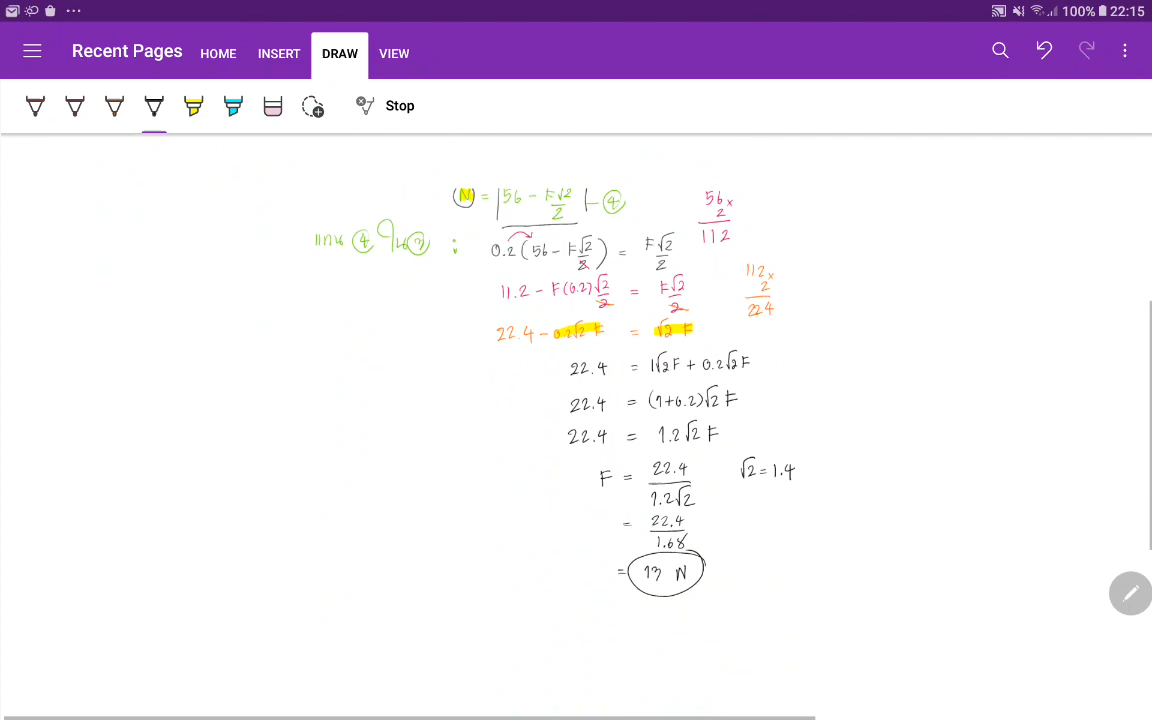 100% 22:15
Recent Pages HOME INSERT DRAW VIEW
Stop
N = 56 - F√2/2 ④
56 x
2
112
แทน ④ ใน ③ ; 0.2 ( 56 - F√2/2 ) = F√2/2
11.2 - F(0.2)√2/2 = F√2/2
112 x
2
224
22.4 - 0.2√2 F = √2 F
22.4 = 1√2F + 0.2√2F
22.4 = (1+0.2)√2 F
22.4 = 1.2√2 F
F = 22.4/1.2√2 √2 = 1.4
= 22.4/1.68
= 13 N